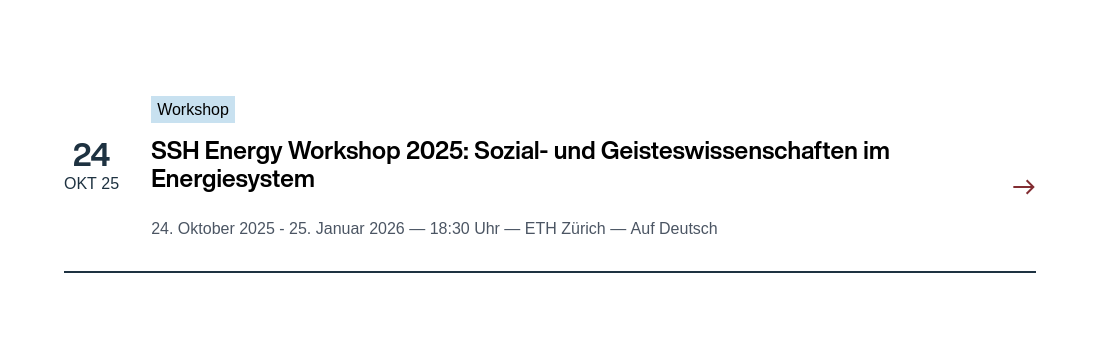 Workshop
24
OKT 25
SSH Energy Workshop 2025: Sozial- und Geisteswissenschaften im
Energiesystem
24. Oktober 2025 - 25. Januar 2026 — 18:30 Uhr — ETH Zürich — Auf Deutsch